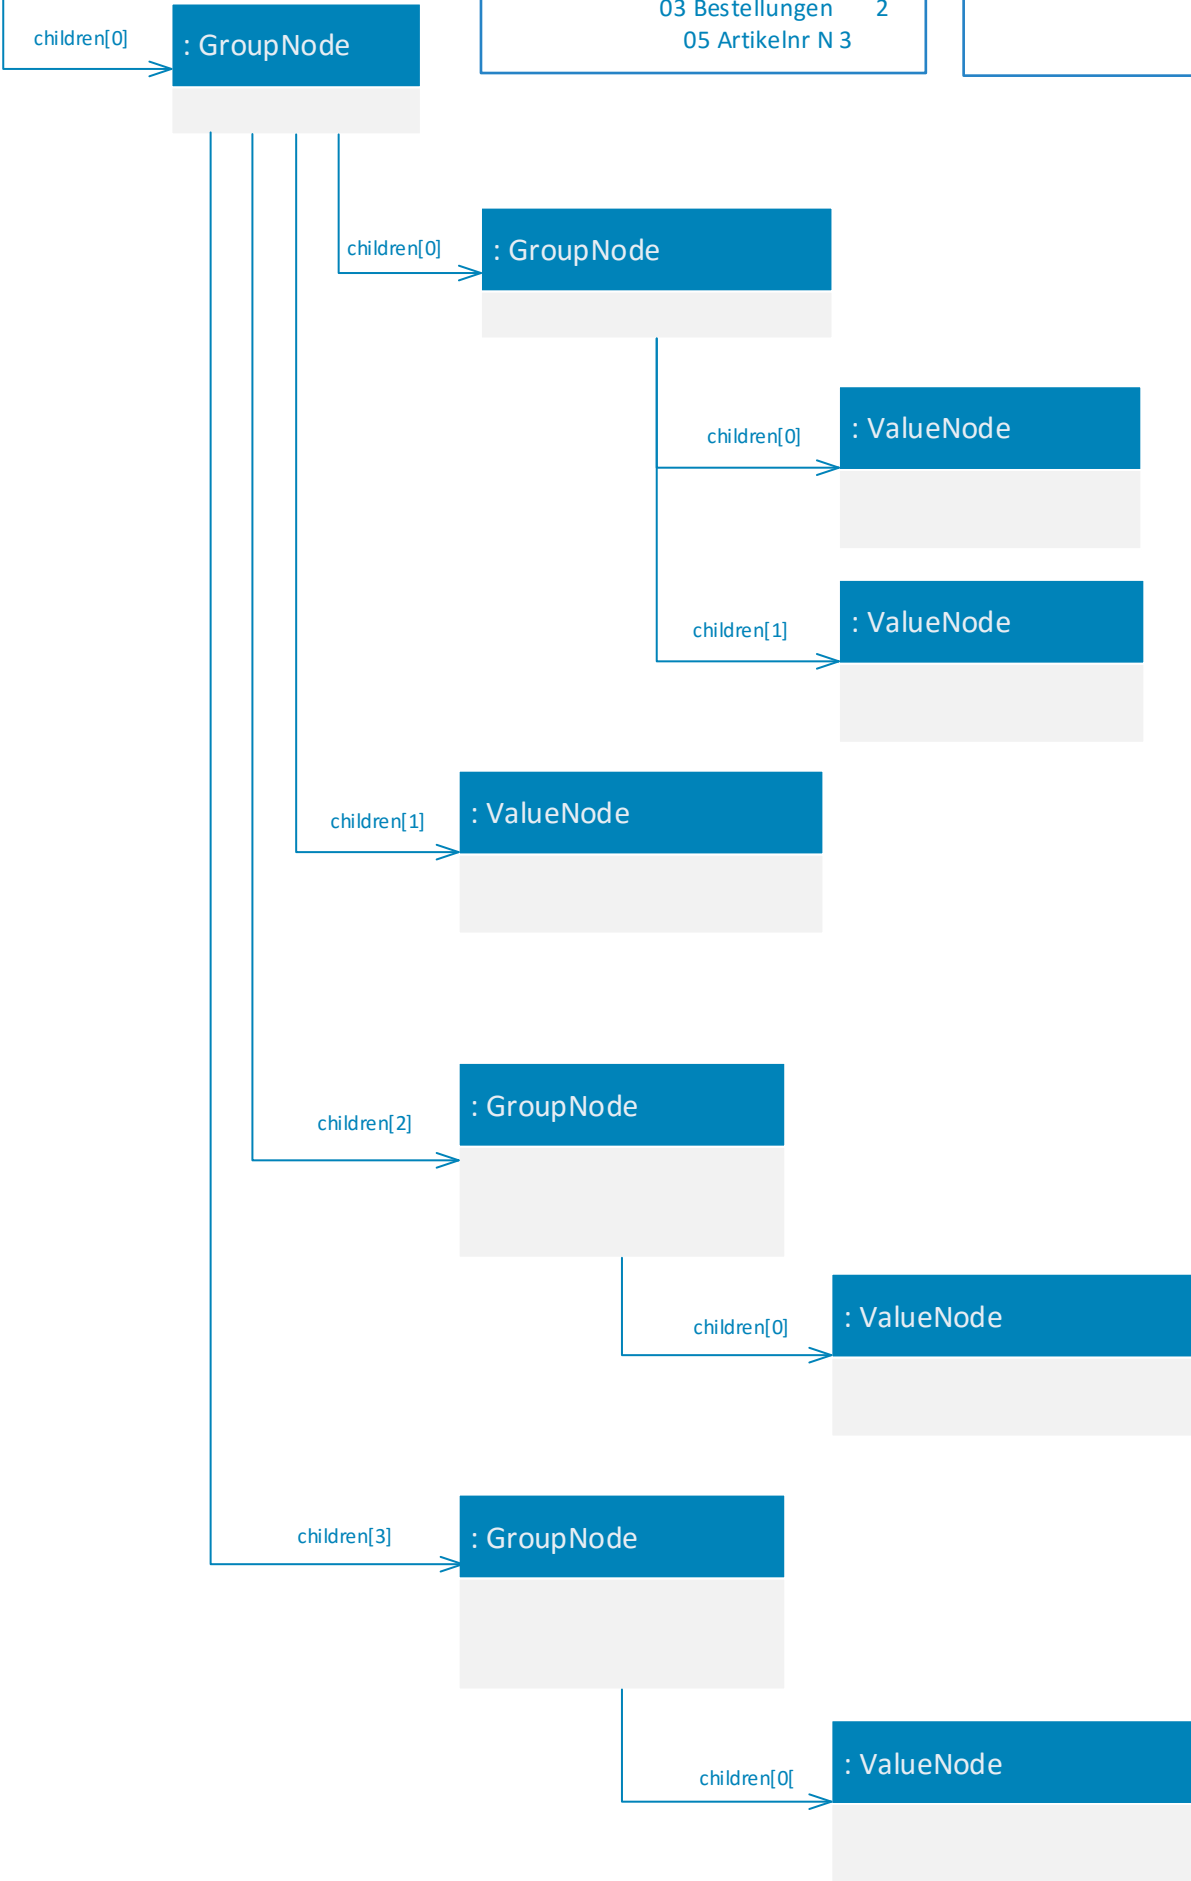 03 Bestellungen 2
05 Artikelnr N 3
children[0]
: GroupNode
children[0]
: GroupNode
children[0]
: ValueNode
children[1]
: ValueNode
children[1]
: ValueNode
children[2]
: GroupNode
children[0]
: ValueNode
children[3]
: GroupNode
children[0[
: ValueNode